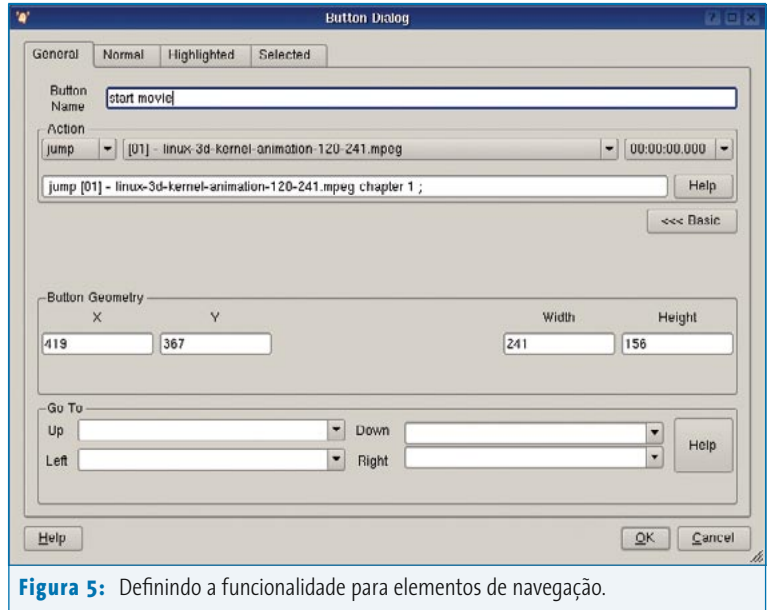 Button Dialog
General Normal Highlighted Selected
Button
Name
start movie
Action
jump [01] - linux-3d-kernel-animation-120-241.mpeg 00:00:00.000
jump [01] - linux-3d-kernel-animation-120-241.mpeg chapter 1 ; Help
<<< Basic
Button Geometry
X Y Width Height
419 367 241 156
Go To
Up Down
Help
Left Right
Help OK Cancel
Figura 5: Definindo a funcionalidade para elementos de navegação.